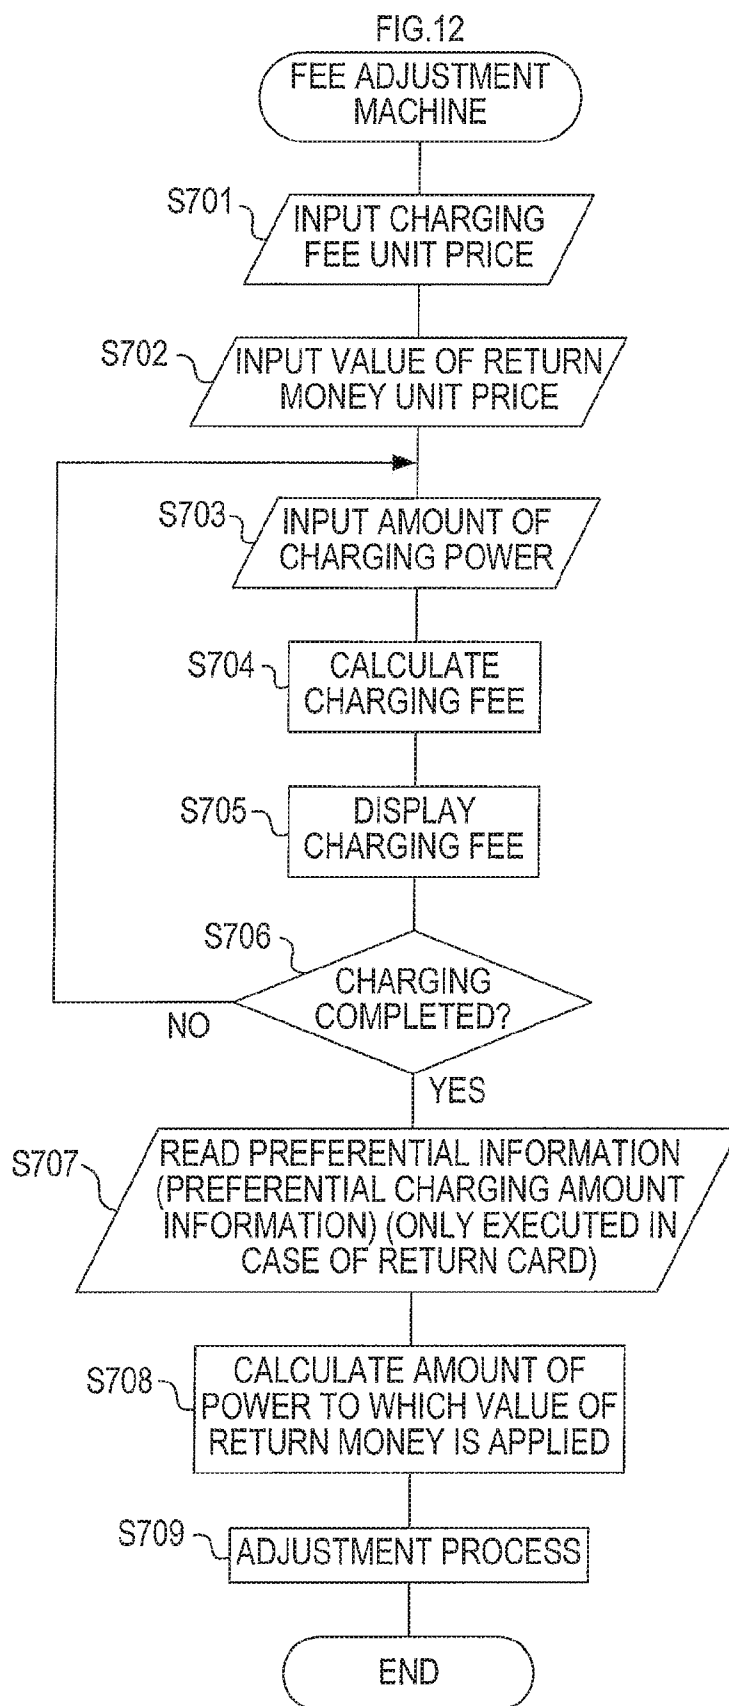 FIG.12
FEE ADJUSTMENT
MACHINE
S701
INPUT CHARGING
FEE UNIT PRICE
S702
INPUT VALUE OF RETURN
MONEY UNIT PRICE
S703
INPUT AMOUNT OF
CHARGING POWER
S704
CALCULATE
CHARGING FEE
S705
DISPLAY
CHARGING FEE
S706
CHARGING
COMPLETED?
NO
YES
S707
READ PREFERENTIAL INFORMATION
(PREFERENTIAL CHARGING AMOUNT
INFORMATION) (ONLY EXECUTED IN
CASE OF RETURN CARD)
S708
CALCULATE AMOUNT OF
POWER TO WHICH VALUE OF
RETURN MONEY IS APPLIED
S709
ADJUSTMENT PROCESS
END